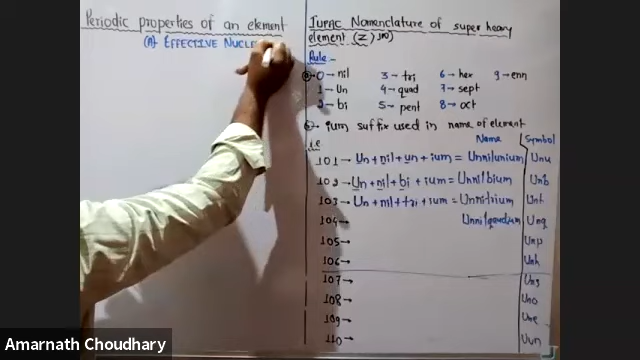 Periodic properties of an element
(A) EFFECTIVE NUCLE
IUPAC Nomenclature of super heavy
element (Z>100)
Rule:-
0 - nil 3 - tri 6 - hex 9 - enn
1 - Un 4 - quad 7 - sept
2 - bi 5 - pent 8 - oct
ium suffix used in name of element
i.e Name Symbol
101 → Un + nil + un + ium = Unnilunium Unu
102 → Un + nil + bi + ium = Unnilbium Unb
103 → Un + nil + tri + ium = Unniltrium Unt
104 → Unnilquadium Unq
105 → Unp
106 → Unh
107 → Uns
108 → Uno
109 → Une
110 → Uun
Amarnath Choudhary